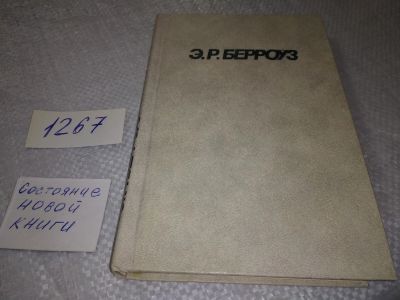 Э. Р. БЕРРОУЗ
1267
Состояние
новой
книги